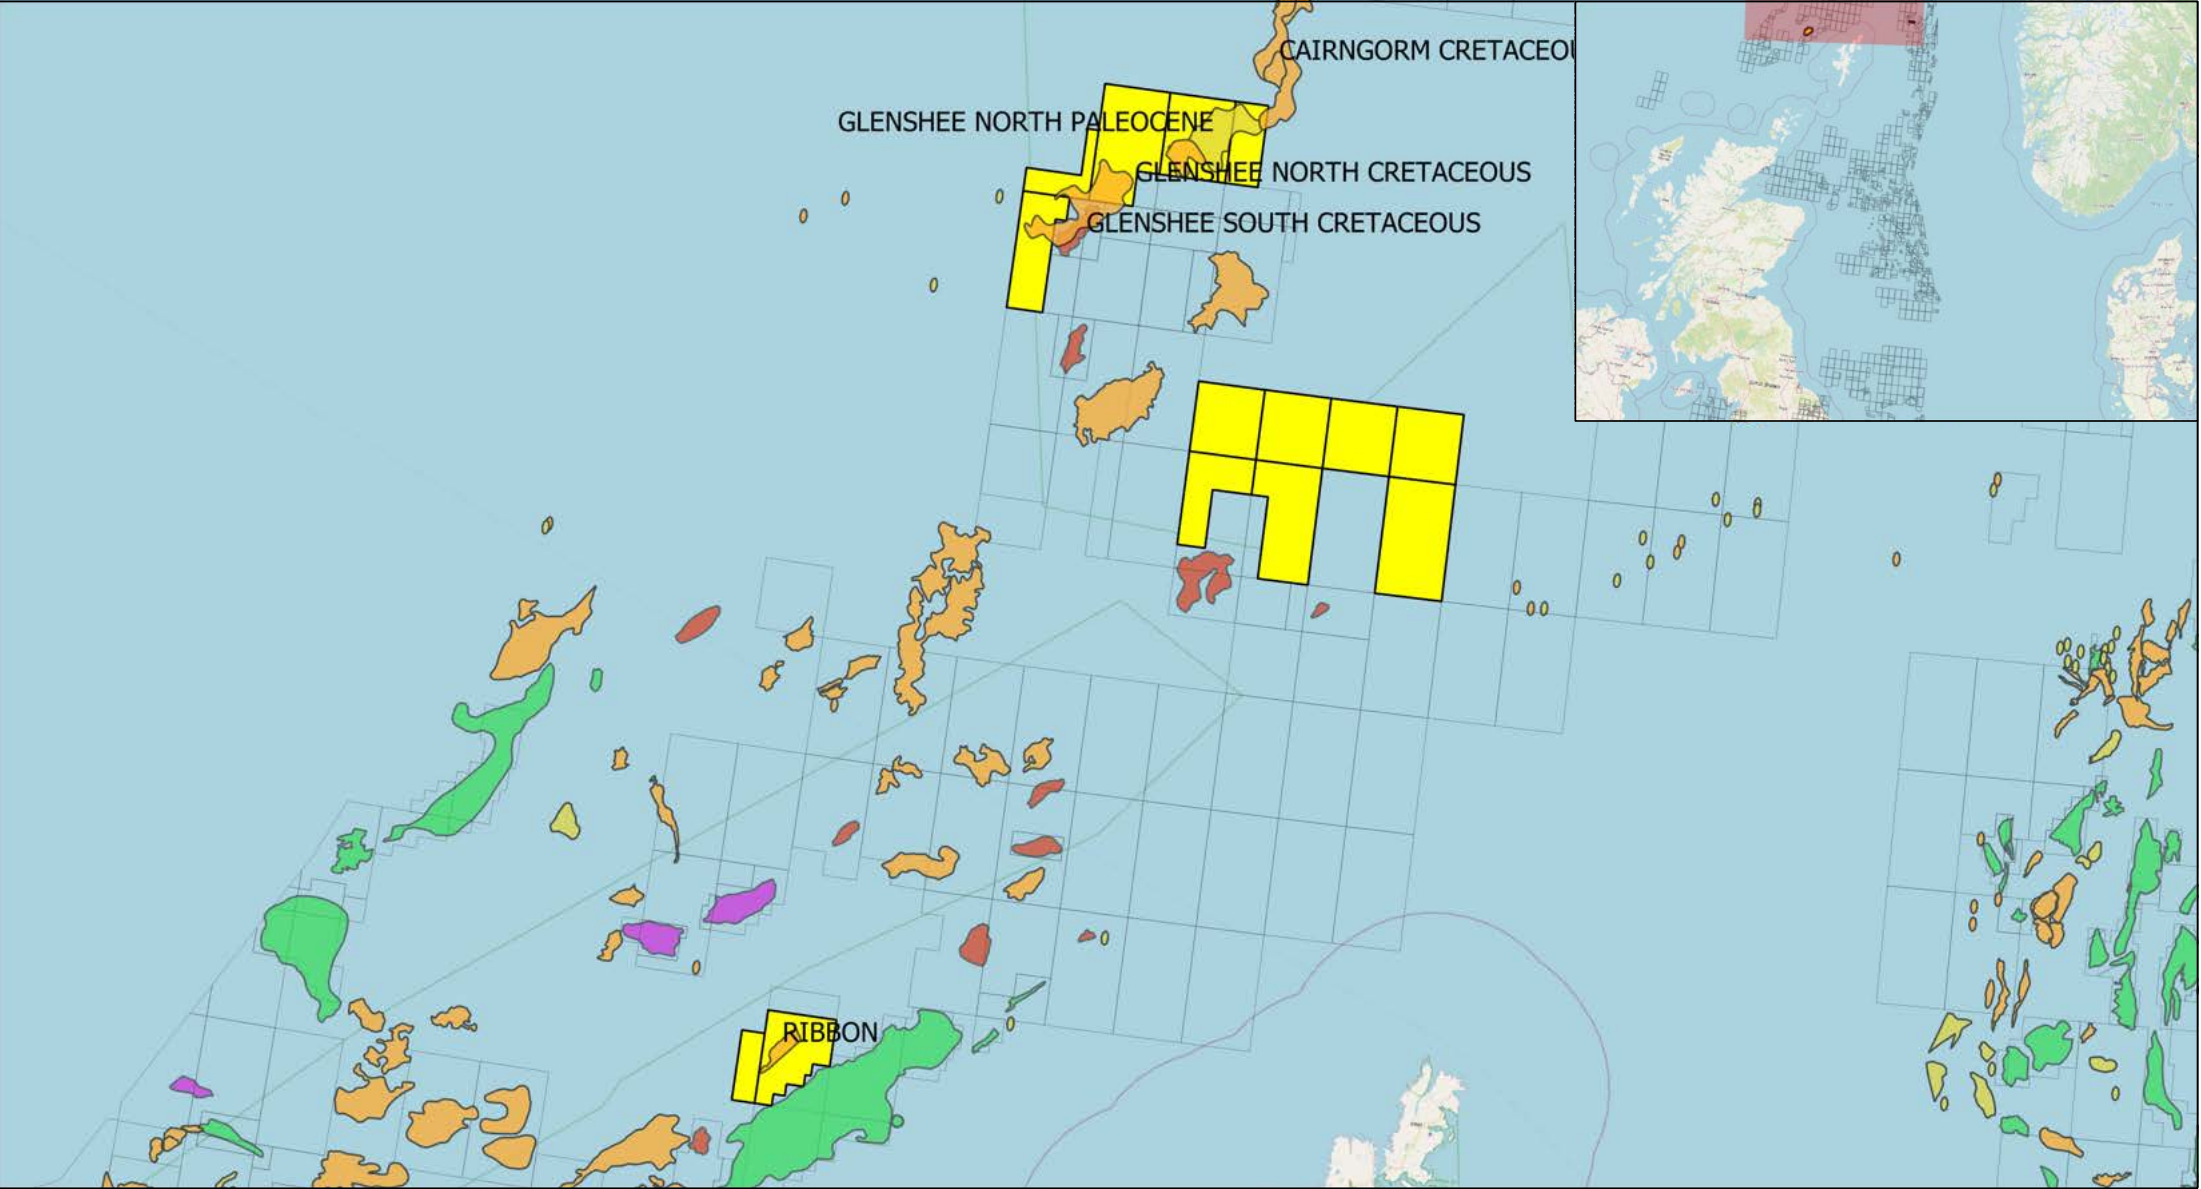 CAIRNGORM CRETACEOU
GLENSHEE NORTH PALEOCENE
GLENSHEE NORTH CRETACEOUS
GLENSHEE SOUTH CRETACEOUS
RIBBON